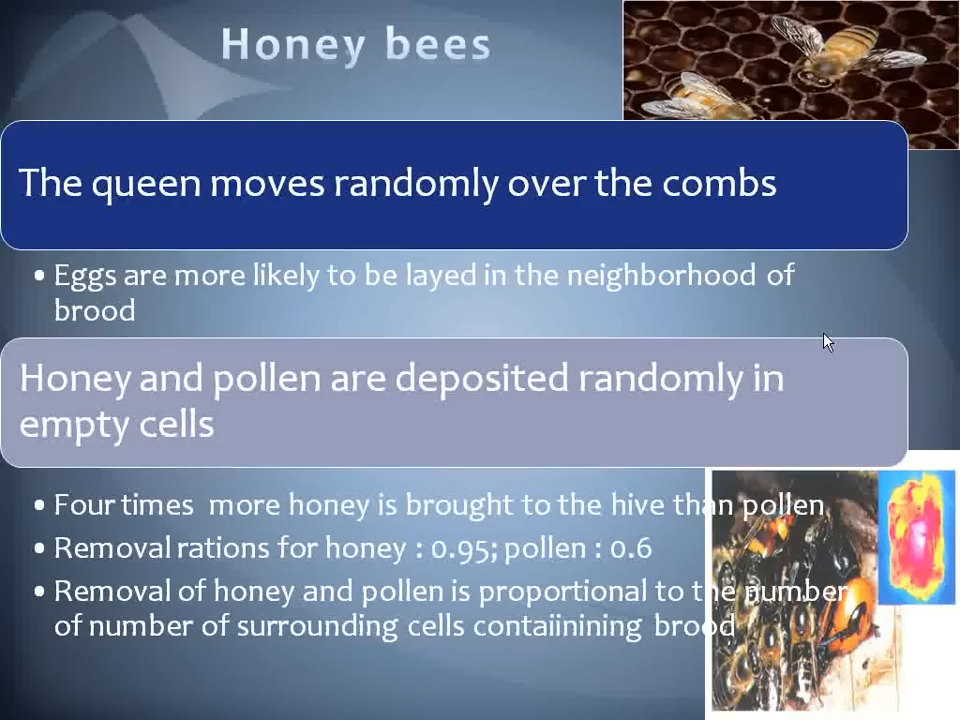 Honey bees
The queen moves randomly over the combs
• Eggs are more likely to be layed in the neighborhood of
brood
Honey and pollen are deposited randomly in
empty cells
• Four times more honey is brought to the hive than pollen
• Removal rations for honey : 0.95; pollen : 0.6
• Removal of honey and pollen is proportional to the number
of number of surrounding cells contaiinining brood